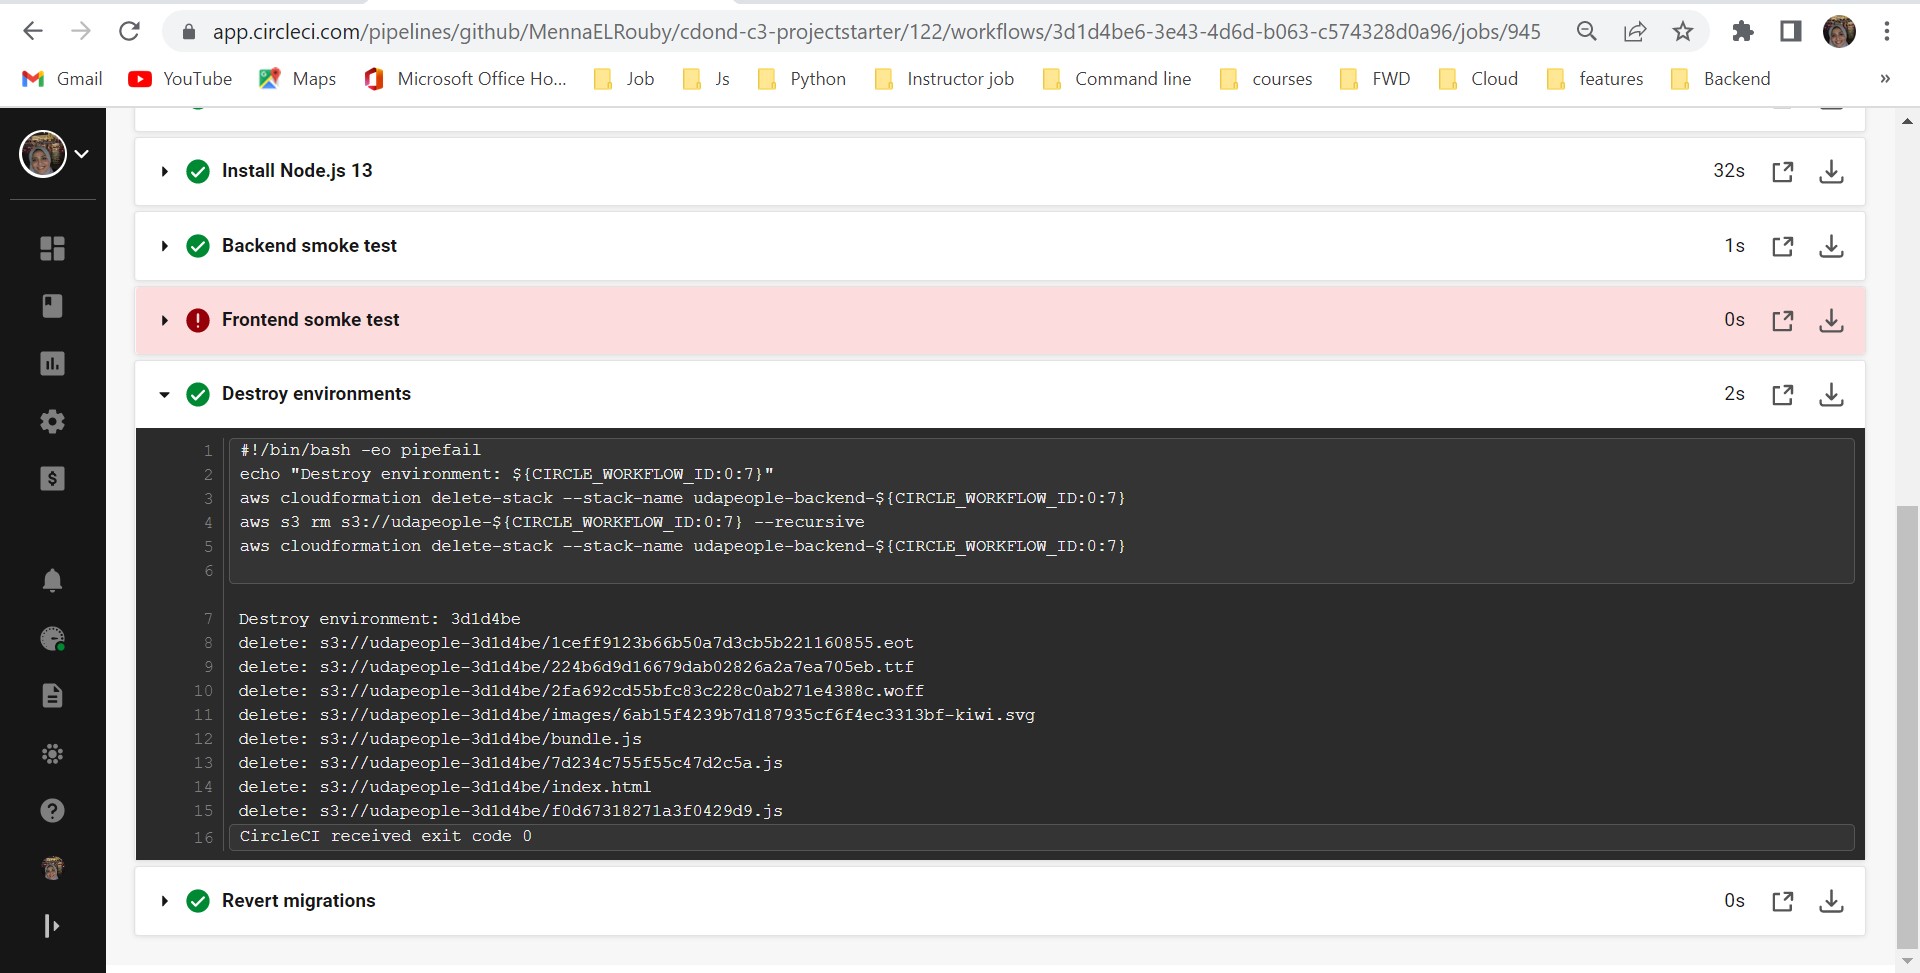 app.circleci.com/pipelines/github/MennaELRouby/cdond-c3-projectstarter/122/workflows/3d1d4be6-3e43-4d6d-b063-c574328d0a96/jobs/945
Gmail YouTube Maps Microsoft Office Ho... Job Js Python Instructor job Command line courses FWD Cloud features Backend »
Install Node.js 13 32s
Backend smoke test 1s
Frontend somke test 0s
Destroy environments 2s
1 #!/bin/bash -eo pipefail
2 echo "Destroy environment: ${CIRCLE_WORKFLOW_ID:0:7}"
3 aws cloudformation delete-stack --stack-name udapeople-backend-${CIRCLE_WORKFLOW_ID:0:7}
4 aws s3 rm s3://udapeople-${CIRCLE_WORKFLOW_ID:0:7} --recursive
5 aws cloudformation delete-stack --stack-name udapeople-backend-${CIRCLE_WORKFLOW_ID:0:7}
6
7 Destroy environment: 3d1d4be
8 delete: s3://udapeople-3d1d4be/1ceff9123b66b50a7d3cb5b221160855.eot
9 delete: s3://udapeople-3d1d4be/224b6d9d16679dab02826a2a7ea705eb.ttf
10 delete: s3://udapeople-3d1d4be/2fa692cd55bfc83c228c0ab271e4388c.woff
11 delete: s3://udapeople-3d1d4be/images/6ab15f4239b7d187935cf6f4ec3313bf-kiwi.svg
12 delete: s3://udapeople-3d1d4be/bundle.js
13 delete: s3://udapeople-3d1d4be/7d234c755f55c47d2c5a.js
14 delete: s3://udapeople-3d1d4be/index.html
15 delete: s3://udapeople-3d1d4be/f0d67318271a3f0429d9.js
16 CircleCI received exit code 0
Revert migrations 0s